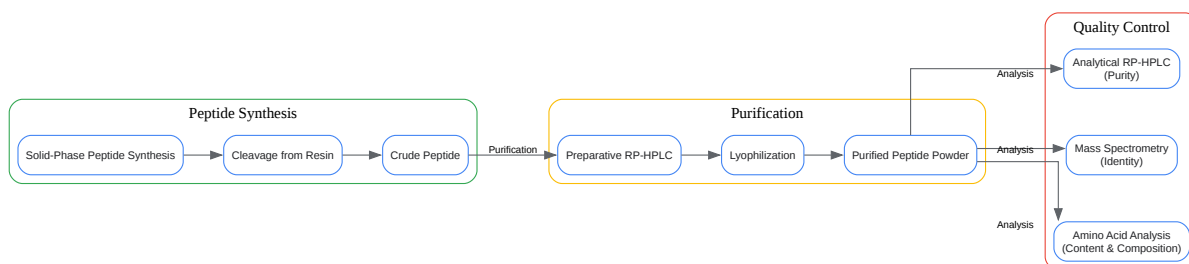 Quality Control
Analytical RP-HPLC
(Purity)
Analysis
Peptide Synthesis
Purification
Solid-Phase Peptide Synthesis
Cleavage from Resin
Crude Peptide
Purification
Preparative RP-HPLC
Lyophilization
Purified Peptide Powder
Analysis
Mass Spectrometry
(Identity)
Analysis
Amino Acid Analysis
(Content & Composition)